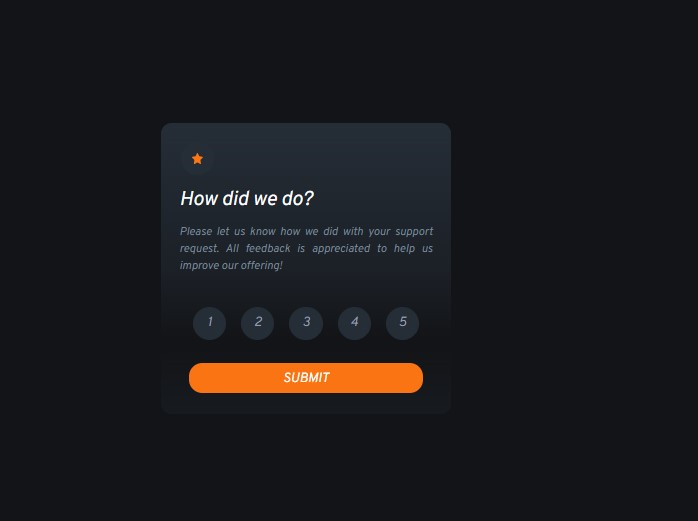 How did we do?
Please let us know how we did with your support
request. All feedback is appreciated to help us
improve our offering!
1 2 3 4 5
SUBMIT